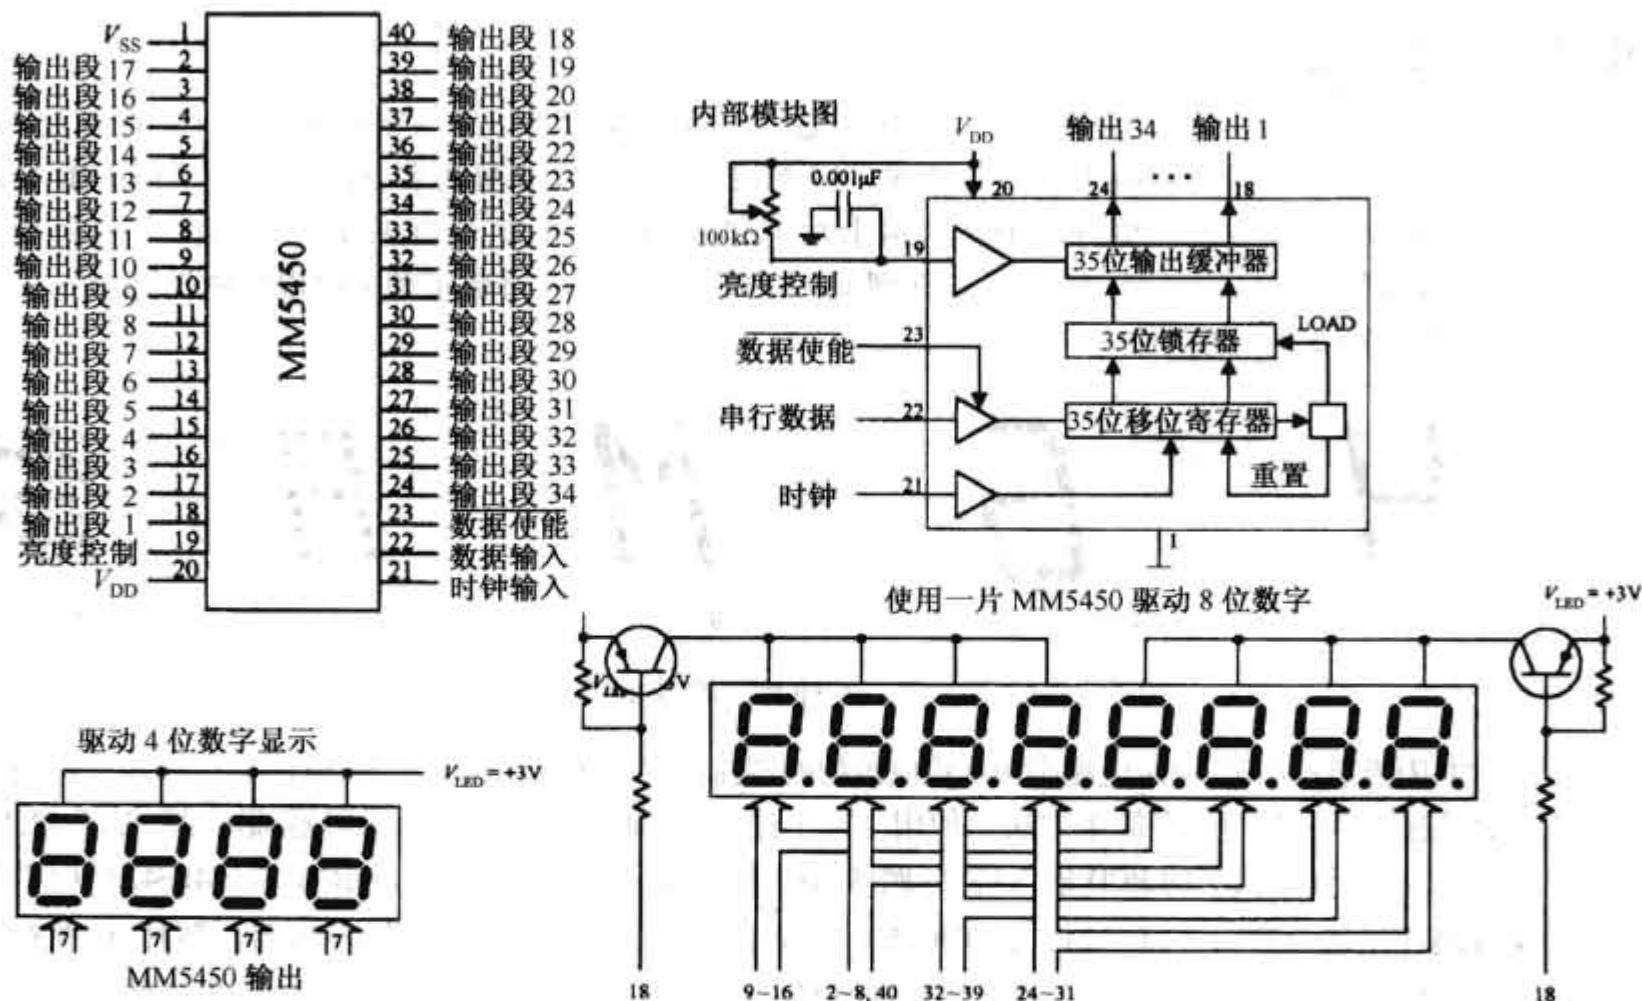 V_SS 1
输出段 17 2
输出段 16 3
输出段 15 4
输出段 14 5
输出段 13 6
输出段 12 7
输出段 11 8
输出段 10 9
输出段 9 10
输出段 8 11
输出段 7 12
输出段 6 13
输出段 5 14
输出段 4 15
输出段 3 16
输出段 2 17
输出段 1 18
亮度控制 19
V_DD 20
MM5450
40 输出段 18
39 输出段 19
38 输出段 20
37 输出段 21
36 输出段 22
35 输出段 23
34 输出段 24
33 输出段 25
32 输出段 26
31 输出段 27
30 输出段 28
29 输出段 29
28 输出段 30
27 输出段 31
26 输出段 32
25 输出段 33
24 输出段 34
23 数据使能
22 数据输入
21 时钟输入
内部模块图
V_DD 输出 34 输出 1
0.001μF 20 24 ··· 18
100kΩ
19
35位输出缓冲器
亮度控制
LOAD
数据使能 23
35位锁存器
串行数据 22
35位移位寄存器
重置
时钟 21
1
使用一片 MM5450 驱动 8 位数字
V_LED = +3V
驱动 4 位数字显示
V_LED = +3V
7 7 7 7
MM5450 输出
18 9~16 2~8, 40 32~39 24~31 18